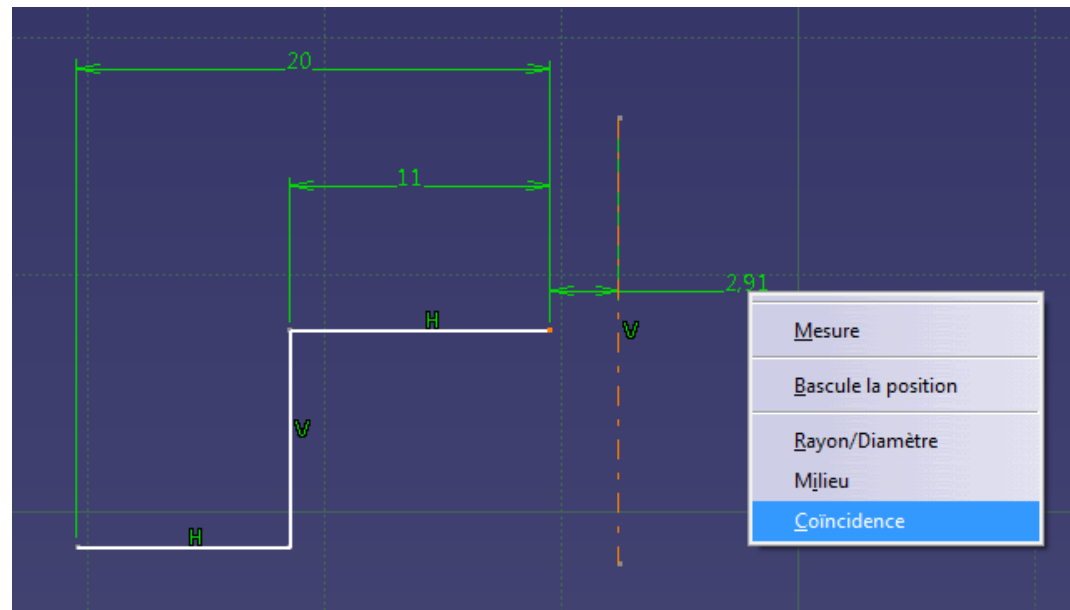 20
11
2,91
H
V
V
H
Mesure
Bascule la position
Rayon/Diamètre
Milieu
Coïncidence